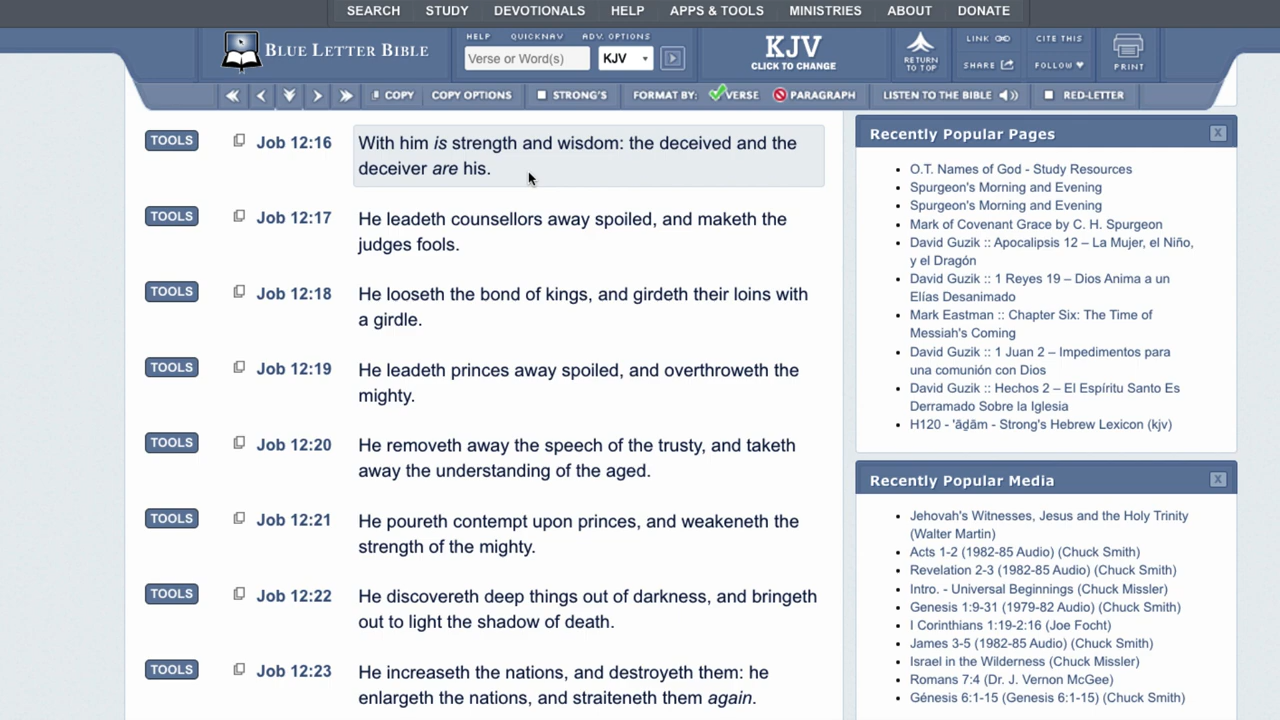 SEARCH STUDY DEVOTIONALS HELP APPS & TOOLS MINISTRIES ABOUT DONATE
BLUE LETTER BIBLE
HELP QUICKNAV ADV. OPTIONS
Verse or Word(s) KJV
KJV
CLICK TO CHANGE
RETURN
TO TOP
LINK CITE THIS
SHARE FOLLOW
PRINT
COPY COPY OPTIONS STRONG'S FORMAT BY: VERSE PARAGRAPH LISTEN TO THE BIBLE RED-LETTER
TOOLS Job 12:16 With him is strength and wisdom: the deceived and the
deceiver are his.
TOOLS Job 12:17 He leadeth counsellors away spoiled, and maketh the
judges fools.
TOOLS Job 12:18 He looseth the bond of kings, and girdeth their loins with
a girdle.
TOOLS Job 12:19 He leadeth princes away spoiled, and overthroweth the
mighty.
TOOLS Job 12:20 He removeth away the speech of the trusty, and taketh
away the understanding of the aged.
TOOLS Job 12:21 He poureth contempt upon princes, and weakeneth the
strength of the mighty.
TOOLS Job 12:22 He discovereth deep things out of darkness, and bringeth
out to light the shadow of death.
TOOLS Job 12:23 He increaseth the nations, and destroyeth them: he
enlargeth the nations, and straiteneth them again.
Recently Popular Pages X
O.T. Names of God - Study Resources
Spurgeon's Morning and Evening
Spurgeon's Morning and Evening
Mark of Covenant Grace by C. H. Spurgeon
David Guzik :: Apocalipsis 12 – La Mujer, el Niño,
y el Dragón
David Guzik :: 1 Reyes 19 – Dios Anima a un
Elías Desanimado
Mark Eastman :: Chapter Six: The Time of
Messiah's Coming
David Guzik :: 1 Juan 2 – Impedimentos para
una comunión con Dios
David Guzik :: Hechos 2 – El Espíritu Santo Es
Derramado Sobre la Iglesia
H120 - 'āḏām - Strong's Hebrew Lexicon (kjv)
Recently Popular Media X
Jehovah's Witnesses, Jesus and the Holy Trinity
(Walter Martin)
Acts 1-2 (1982-85 Audio) (Chuck Smith)
Revelation 2-3 (1982-85 Audio) (Chuck Smith)
Intro. - Universal Beginnings (Chuck Missler)
Genesis 1:9-31 (1979-82 Audio) (Chuck Smith)
I Corinthians 1:19-2:16 (Joe Focht)
James 3-5 (1982-85 Audio) (Chuck Smith)
Israel in the Wilderness (Chuck Missler)
Romans 7:4 (Dr. J. Vernon McGee)
Génesis 6:1-15 (Genesis 6:1-15) (Chuck Smith)